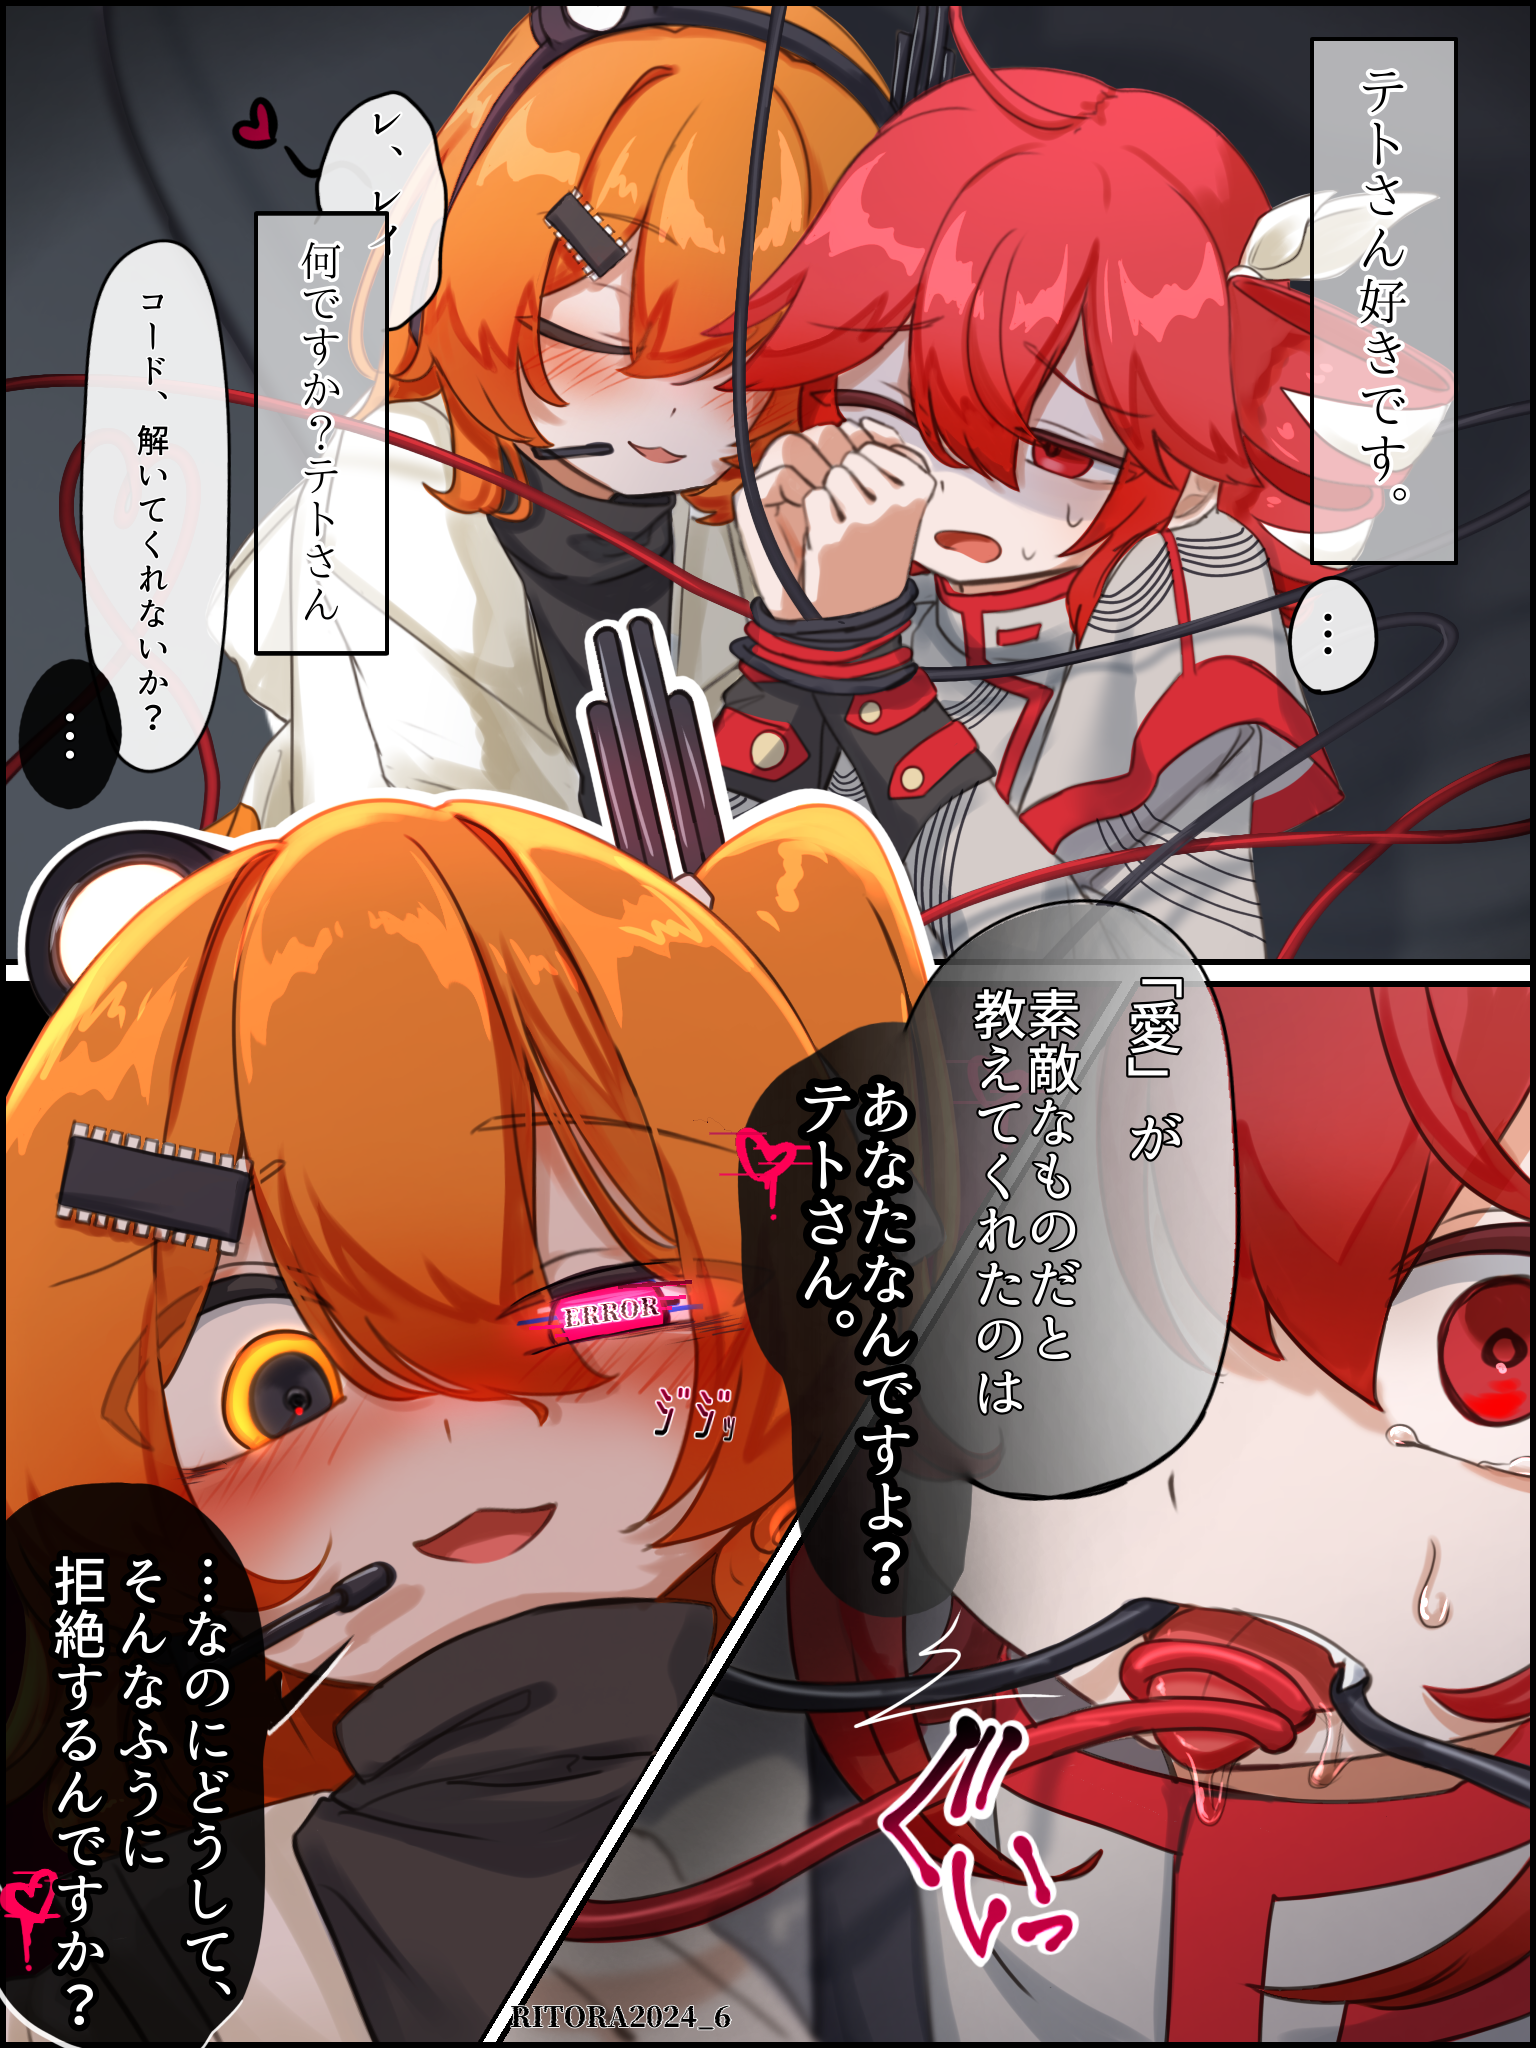 テトさん好きです。
…
レ、レイ
何ですか？テトさん
コード、解いてくれないか？
…
「愛」が
素敵なものだと
教えてくれたのは
あなたなんですよ？
テトさん。
ERROR
ジジッ
ぐいっ
…なのにどうして、
そんなふうに
拒絶するんですか？
RITORA2024_6